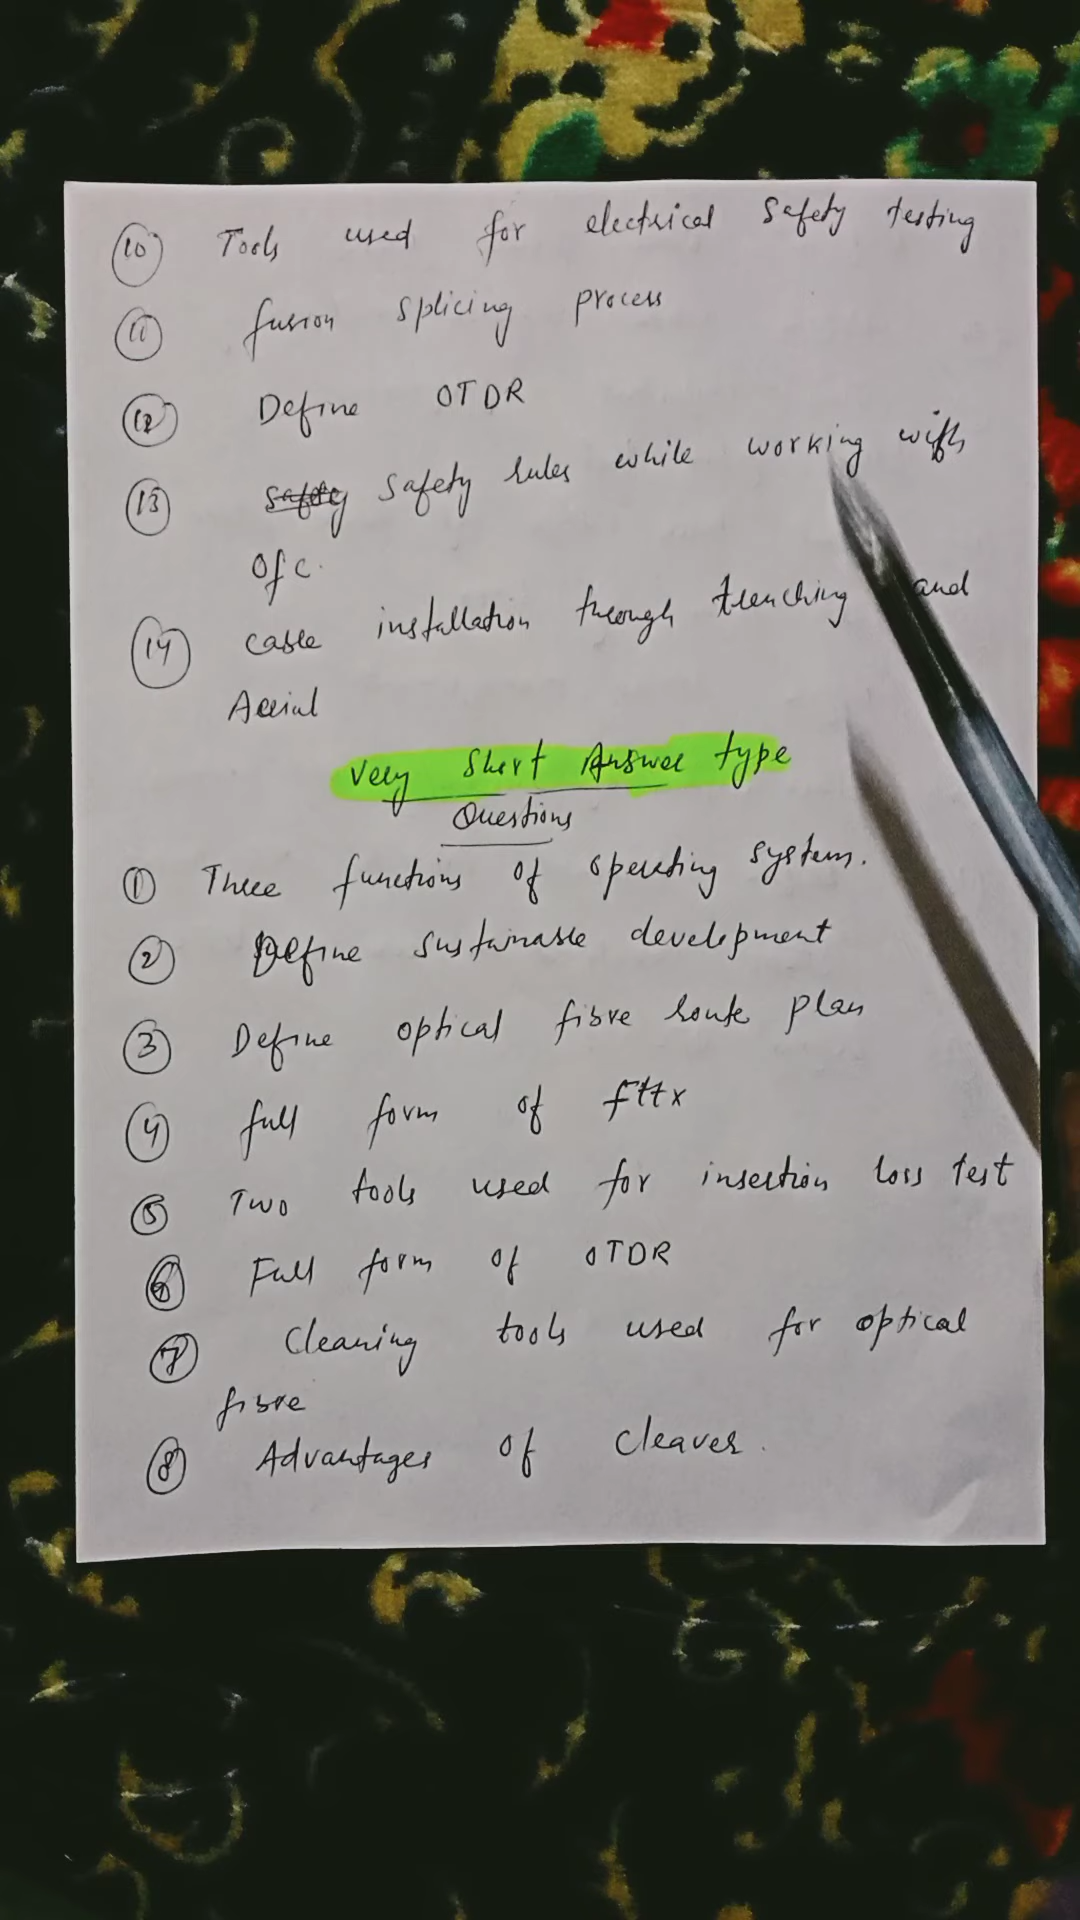 10 Tools used for electrical safety testing
11 fusion splicing process
12 Define OTDR
13 safety rules while working with
Ofc.
14 cable installation through trenching and
Aerial
Very Short Answer type
Questions
1 Three functions of operating system.
2 Define sustainable development
3 Define optical fibre route plan
4 full form of fttx
5 Two tools used for insertion loss test
6 Full form of OTDR
7 Cleaning tools used for optical
fibre
8 Advantages of cleaver.